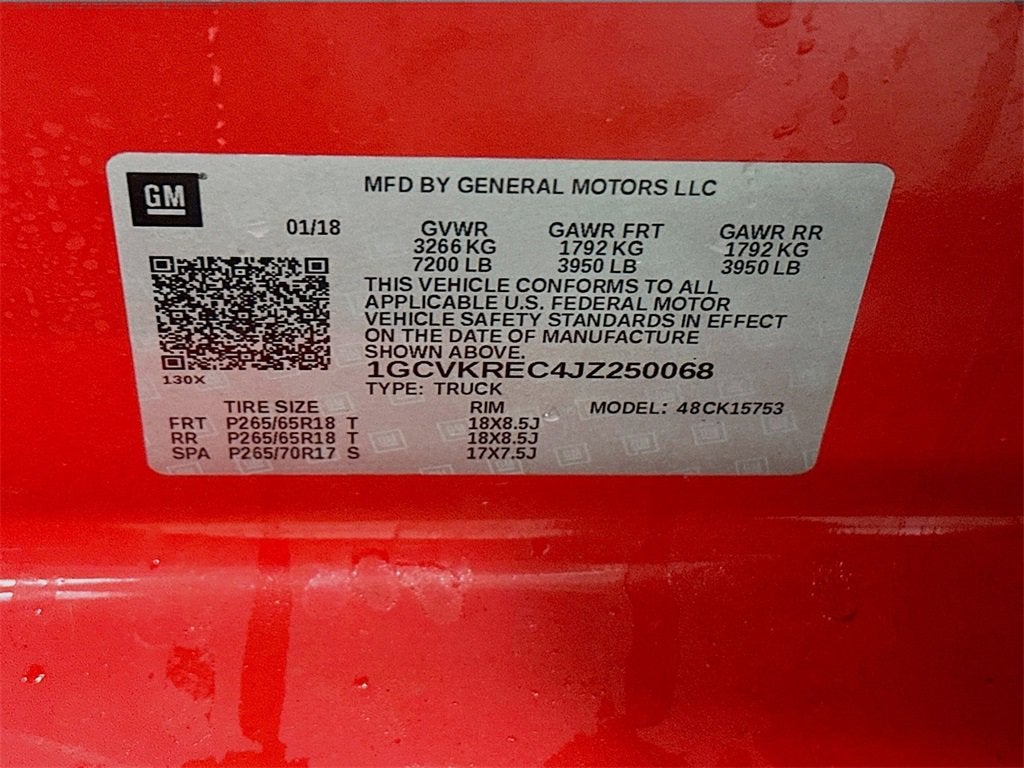 GM
MFD BY GENERAL MOTORS LLC
01/18 GVWR GAWR FRT GAWR RR
3266 KG 1792 KG 1792 KG
7200 LB 3950 LB 3950 LB
THIS VEHICLE CONFORMS TO ALL
APPLICABLE U.S. FEDERAL MOTOR
VEHICLE SAFETY STANDARDS IN EFFECT
ON THE DATE OF MANUFACTURE
SHOWN ABOVE.
1GCVKREC4JZ250068
130X
TYPE: TRUCK
TIRE SIZE RIM MODEL: 48CK15753
FRT P265/65R18 T 18X8.5J
RR P265/65R18 T 18X8.5J
SPA P265/70R17 S 17X7.5J